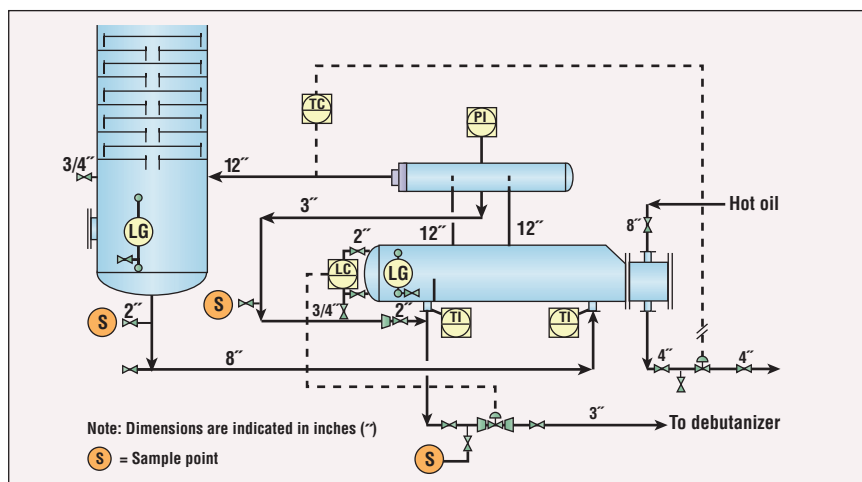 TC
PI
3/4˝
12˝
3˝
Hot oil
8˝
2˝
12˝
12˝
LG
LC
LG
S
2˝
S
3/4˝
2˝
TI
TI
8˝
4˝
4˝
3˝
To debutanizer
Note: Dimensions are indicated in inches (˝)
S = Sample point
S